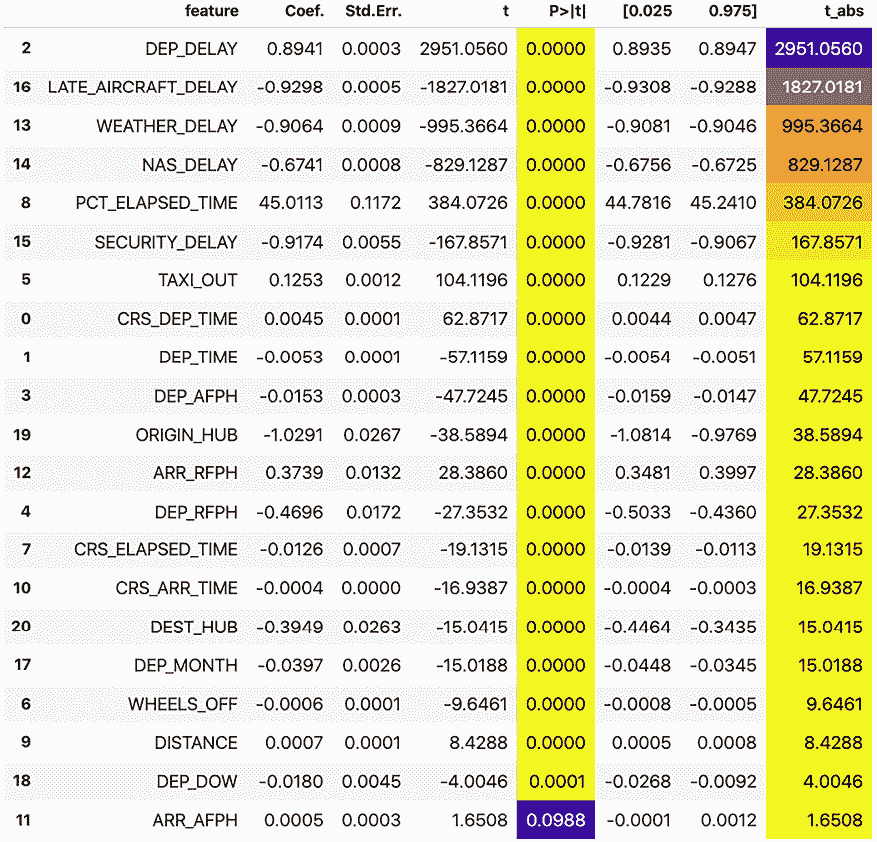 feature Coef. Std.Err. t P>|t| [0.025 0.975] t_abs
2 DEP_DELAY 0.8941 0.0003 2951.0560 0.0000 0.8935 0.8947 2951.0560
16 LATE_AIRCRAFT_DELAY -0.9298 0.0005 -1827.0181 0.0000 -0.9308 -0.9288 1827.0181
13 WEATHER_DELAY -0.9064 0.0009 -995.3664 0.0000 -0.9081 -0.9046 995.3664
14 NAS_DELAY -0.6741 0.0008 -829.1287 0.0000 -0.6756 -0.6725 829.1287
8 PCT_ELAPSED_TIME 45.0113 0.1172 384.0726 0.0000 44.7816 45.2410 384.0726
15 SECURITY_DELAY -0.9174 0.0055 -167.8571 0.0000 -0.9281 -0.9067 167.8571
5 TAXI_OUT 0.1253 0.0012 104.1196 0.0000 0.1229 0.1276 104.1196
0 CRS_DEP_TIME 0.0045 0.0001 62.8717 0.0000 0.0044 0.0047 62.8717
1 DEP_TIME -0.0053 0.0001 -57.1159 0.0000 -0.0054 -0.0051 57.1159
3 DEP_AFPH -0.0153 0.0003 -47.7245 0.0000 -0.0159 -0.0147 47.7245
19 ORIGIN_HUB -1.0291 0.0267 -38.5894 0.0000 -1.0814 -0.9769 38.5894
12 ARR_RFPH 0.3739 0.0132 28.3860 0.0000 0.3481 0.3997 28.3860
4 DEP_RFPH -0.4696 0.0172 -27.3532 0.0000 -0.5033 -0.4360 27.3532
7 CRS_ELAPSED_TIME -0.0126 0.0007 -19.1315 0.0000 -0.0139 -0.0113 19.1315
10 CRS_ARR_TIME -0.0004 0.0000 -16.9387 0.0000 -0.0004 -0.0003 16.9387
20 DEST_HUB -0.3949 0.0263 -15.0415 0.0000 -0.4464 -0.3435 15.0415
17 DEP_MONTH -0.0397 0.0026 -15.0188 0.0000 -0.0448 -0.0345 15.0188
6 WHEELS_OFF -0.0006 0.0001 -9.6461 0.0000 -0.0008 -0.0005 9.6461
9 DISTANCE 0.0007 0.0001 8.4288 0.0000 0.0005 0.0008 8.4288
18 DEP_DOW -0.0180 0.0045 -4.0046 0.0001 -0.0268 -0.0092 4.0046
11 ARR_AFPH 0.0005 0.0003 1.6508 0.0988 -0.0001 0.0012 1.6508